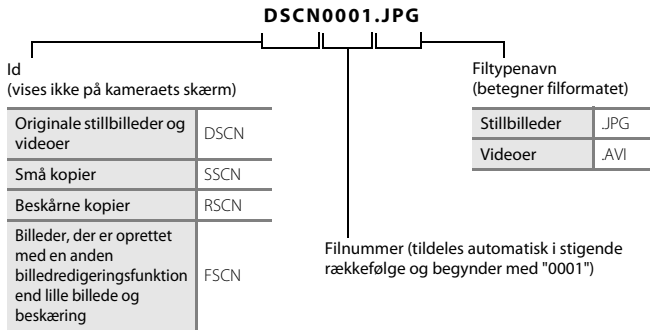 DSCN0001.JPG
Id
(vises ikke på kameraets skærm)
Originale stillbilleder og
videoer
DSCN
Små kopier
SSCN
Beskårne kopier
RSCN
Billeder, der er oprettet
med en anden
billedredigeringsfunktion
end lille billede og
beskæring
FSCN
Filnummer (tildeles automatisk i stigende
rækkefølge og begynder med "0001")
Filtypenavn
(betegner filformatet)
Stillbilleder
.JPG
Videoer
.AVI